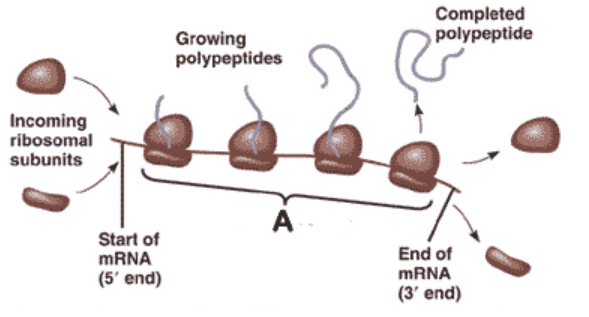 Completed
polypeptide
Growing
polypeptides
Incoming
ribosomal
subunits
A
Start of
mRNA
(5′ end)
End of
mRNA
(3′ end)